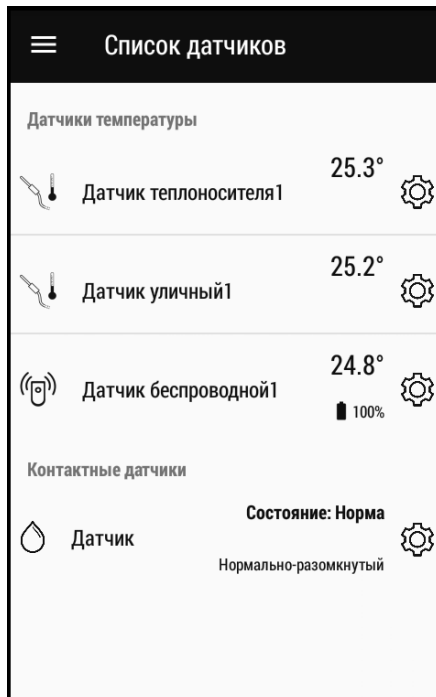 Список датчиков
Датчики температуры
25.3°
Датчик теплоносителя1
25.2°
Датчик уличный1
24.8°
Датчик беспроводной1
100%
Контактные датчики
Состояние: Норма
Датчик
Нормально-разомкнутый